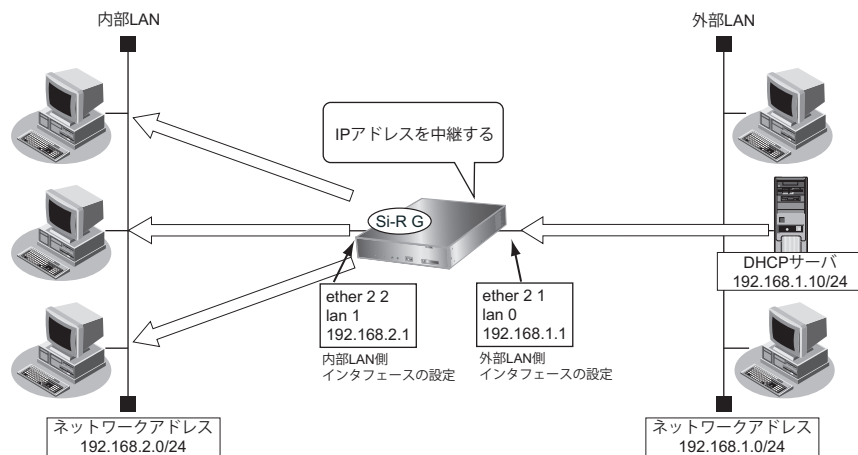 内部LAN
外部LAN
IPアドレスを中継する
Si-R G
DHCPサーバ
192.168.1.10/24
ether 2 2
lan 1
192.168.2.1
ether 2 1
lan 0
192.168.1.1
内部LAN側
インタフェースの設定
外部LAN側
インタフェースの設定
ネットワークアドレス
192.168.2.0/24
ネットワークアドレス
192.168.1.0/24